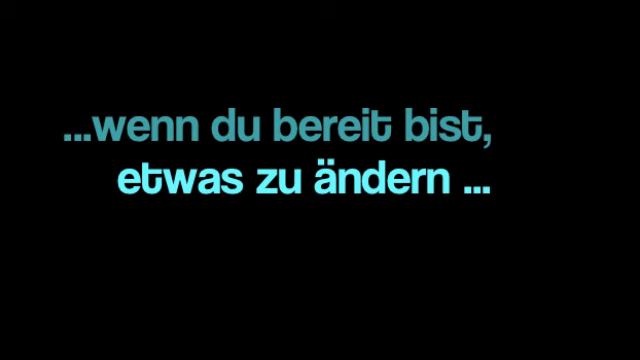 ...wenn du bereit bist,
etwas zu ändern ...